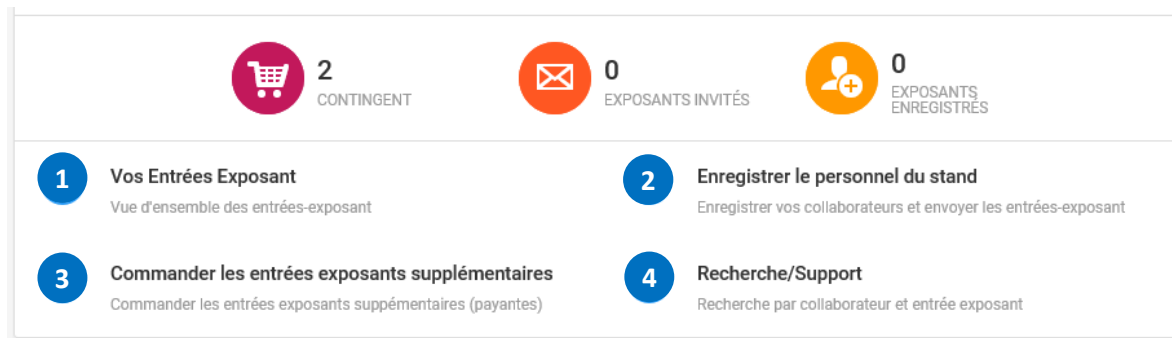 2
CONTINGENT
0
EXPOSANTS INVITÉS
0
EXPOSANTS
ENREGISTRÉS
1
Vos Entrées Exposant
Vue d'ensemble des entrées-exposant
2
Enregistrer le personnel du stand
Enregistrer vos collaborateurs et envoyer les entrées-exposant
3
Commander les entrées exposants supplémentaires
Commander les entrées exposants suppémentaires (payantes)
4
Recherche/Support
Recherche par collaborateur et entrée exposant